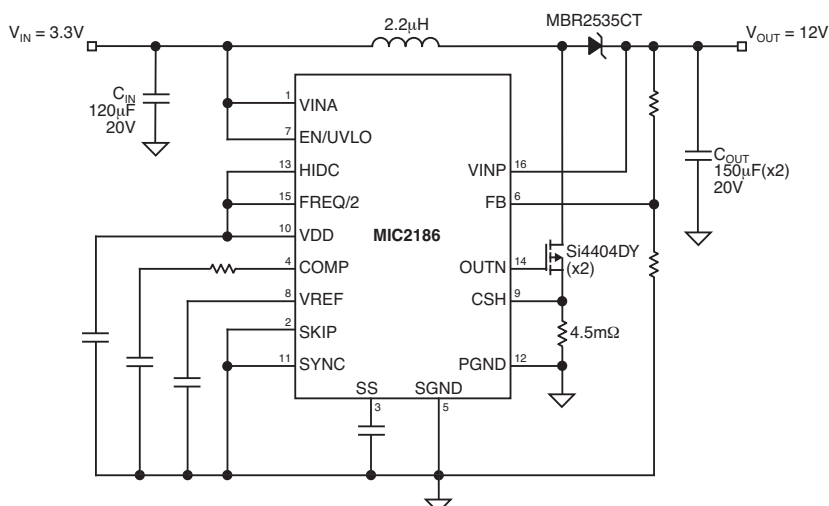 V_IN = 3.3V
2.2µH
MBR2535CT
V_OUT = 12V
C_IN
120µF
20V
1
VINA
7
EN/UVLO
13
HIDC
15
FREQ/2
10
VDD
4
COMP
8
VREF
2
SKIP
11
SYNC
MIC2186
VINP
16
FB
6
OUTN
14
CSH
9
PGND
12
SS
3
SGND
5
Si4404DY
(x2)
4.5mΩ
C_OUT
150µF(x2)
20V